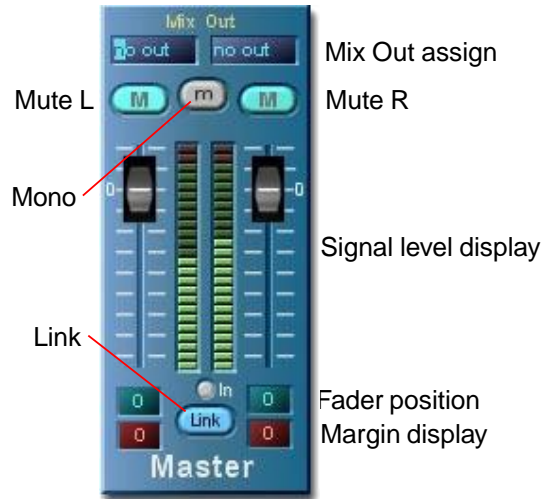 Mix Out
no out no out Mix Out assign
Mute L M m M Mute R
0 0
Mono
Signal level display
Link
In
0 0 Fader position
Link
0 0 Margin display
Master